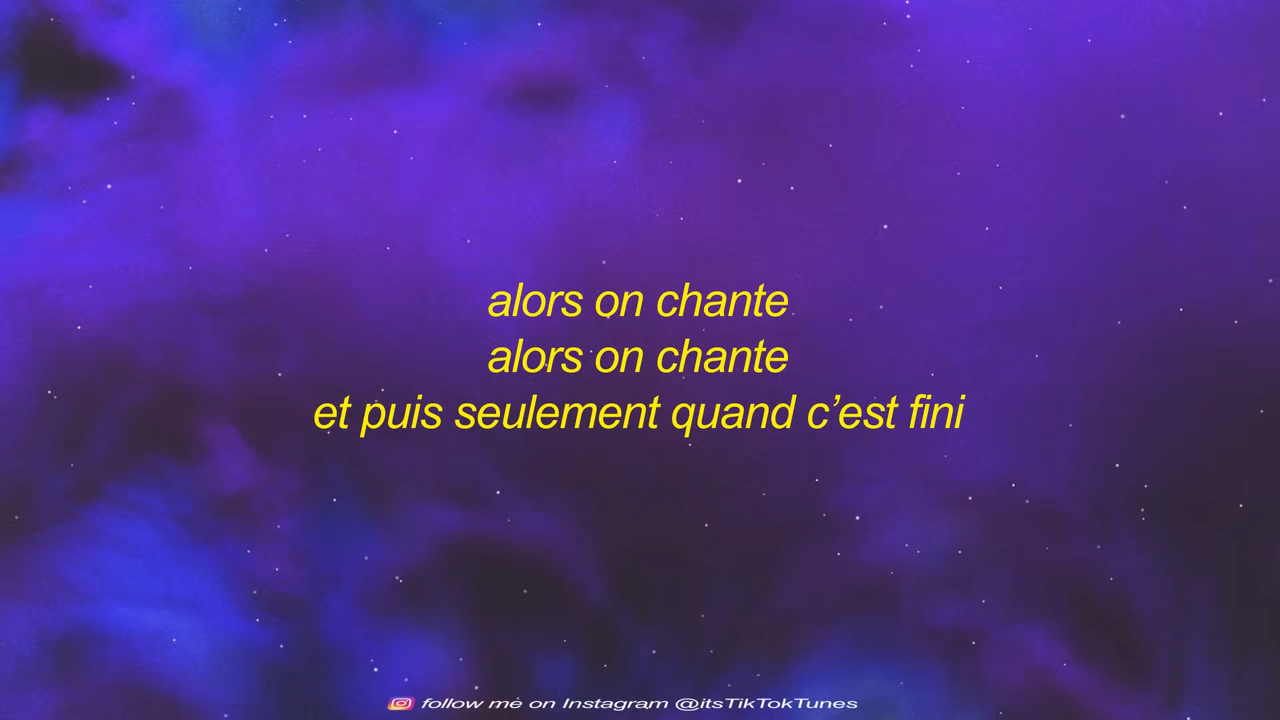 alors on chante
alors on chante
et puis seulement quand c’est fini
follow me on Instagram @itsTikTokTunes